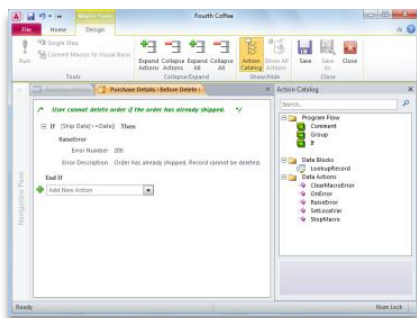 Macro Tools
Fourth Coffee
File Home Design
Run
Single Step
Convert Macros to Visual Basic
Expand Actions
Collapse Actions
Expand All
Collapse All
Action Catalog
Show All Actions
Save
Save As
Close
Tools
Collapse/Expand
Show/Hide
Close
Purchase Details
Purchase Details : Before Delete :
/* User cannot delete order if the order has already shipped. */
If [Ship Date]<=Date() Then
RaiseError
Error Number 200
Error Description Order has already shipped. Record cannot be deleted.
End If
Add New Action
Navigation Pane
Action Catalog
Search...
Program Flow
Comment
Group
If
Data Blocks
LookupRecord
Data Actions
ClearMacroError
OnError
RaiseError
SetLocalVar
StopMacro
Ready
Num Lock